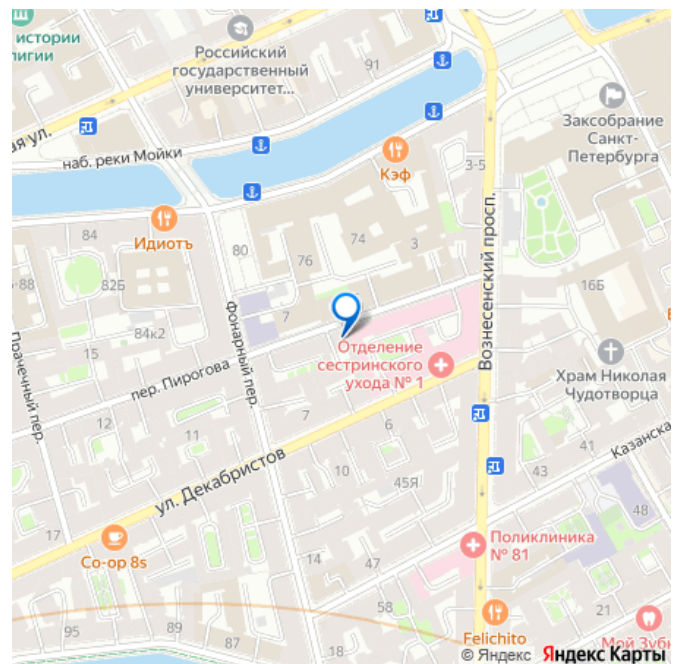 истории
лигии
Российский
государственный
университет...
91
ая ул.
наб. реки Мойки
Заксобрание
Санкт-
Петербурга
Кэф
3-5
84
Идиотъ
80
74
3
76
82Б
-88
16Б
7
84к2
15
Фонарный пер.
Вознесенский просп.
Прачечный пер.
пер. Пирогова
Отделение
сестринского
ухода № 1
Храм Николая
Чудотворца
12
11
7
6
ул. Декабристов
10
45Я
43
41
Казанска
17
48
Co-op 8s
14
47
Поликлиника
№ 81
58
21
95
89
87
18
Felichito
Мой Зубн
© Яндекс Яндекс Карты